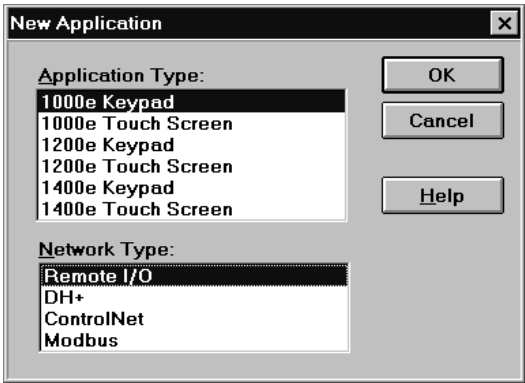 New Application
Application Type:
1000e Keypad
1000e Touch Screen
1200e Keypad
1200e Touch Screen
1400e Keypad
1400e Touch Screen
OK
Cancel
Help
Network Type:
Remote I/O
DH+
ControlNet
Modbus